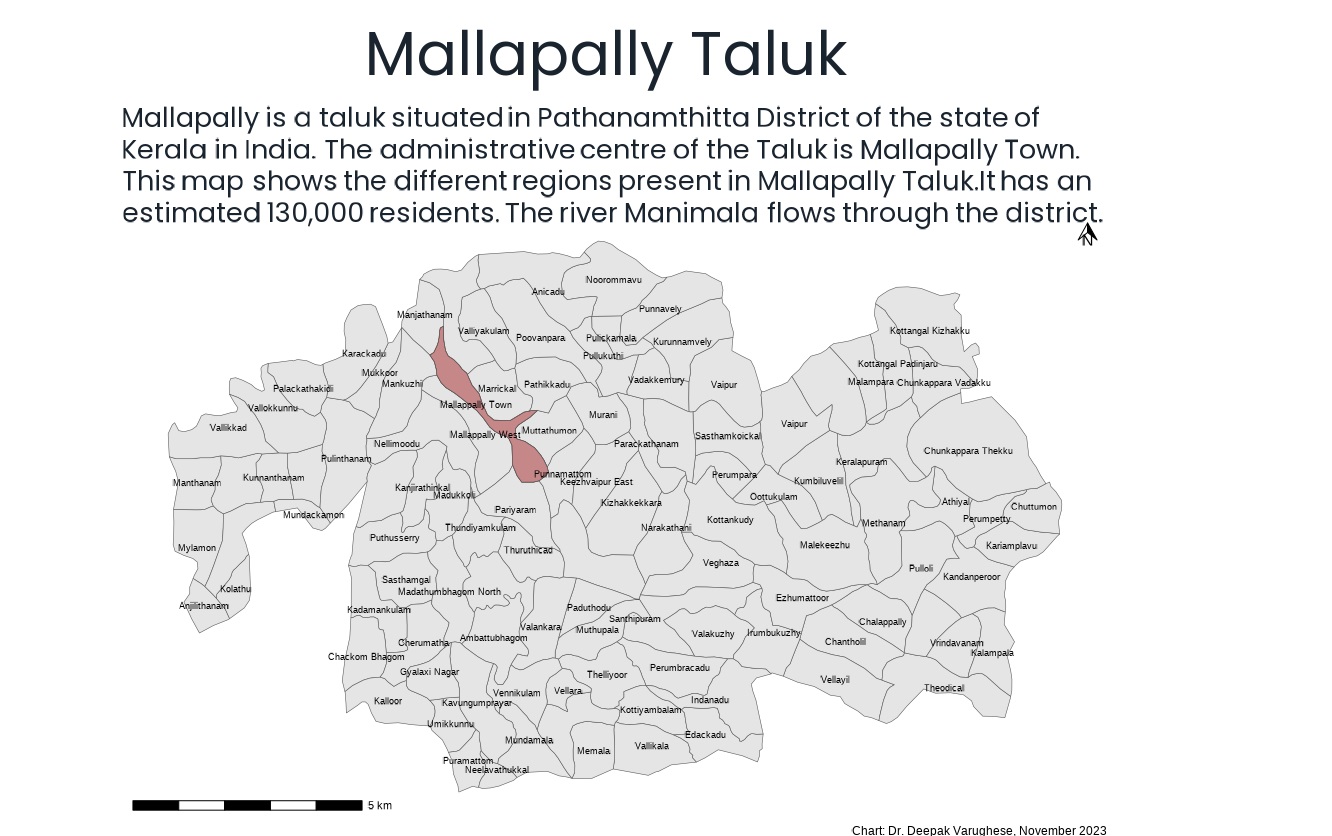 Mallapally Taluk
Mallapally is a taluk situated in Pathanamthitta District of the state of
Kerala in India. The administrative centre of the Taluk is Mallapally Town.
This map shows the different regions present in Mallapally Taluk.It has an
estimated 130,000 residents. The river Manimala flows through the district.
N
Noorommavu
Anicadu
Punnavely
Manjathanam
Valliyakulam
Poovanpara
Pulickamala
Kurunnamvely
Kottangal Kizhakku
Karackadu
Pullukuthi
Kottangal Padinjaru
Mukkoor
Mankuzhi
Palackathakidi
Marrickal
Pathikkadu
Vadakkemury
Vaipur
Malampara
Chunkappara Vadakku
Vallokkunnu
Mallappally Town
Murani
Vallikkad
Mallappally West
Muttathumon
Vaipur
Nellimoodu
Parackathanam
Sasthamkoickal
Chunkappara Thekku
Pulinthanam
Keralapuram
Manthanam
Kunnanthanam
Punnamattom
Keezhvaipur East
Perumpara
Kumbiluvelil
Kanjirathinkal
Madukkoli
Oottukulam
Kizhakkekkara
Athiyal
Chuttumon
Mundackamon
Pariyaram
Kottankudy
Methanam
Perumpetty
Puthusserry
Thundiyamkulam
Narakathani
Mylamon
Thuruthicad
Malekeezhu
Kariamplavu
Veghaza
Pulloli
Kandanperoor
Kolathu
Sasthamgal
Madathumbhagom North
Ezhumattoor
Anjilithanam
Kadamankulam
Paduthodu
Santhipuram
Chalappally
Valankara
Muthupala
Valakuzhy
Irumbukuzhy
Cherumatha
Ambattubhagom
Chantholil
Vrindavanam
Kalampala
Chackom Bhagom
Gyalaxi Nagar
Thelliyoor
Perumbracadu
Vellayil
Theodical
Kalloor
Kavungumprayar
Vennikulam
Vellara
Indanadu
Kottiyambalam
Umikkunnu
Edackadu
Mundamala
Memala
Vallikala
Puramattom
Neelavathukkal
5 km
Chart: Dr. Deepak Varughese, November 2023